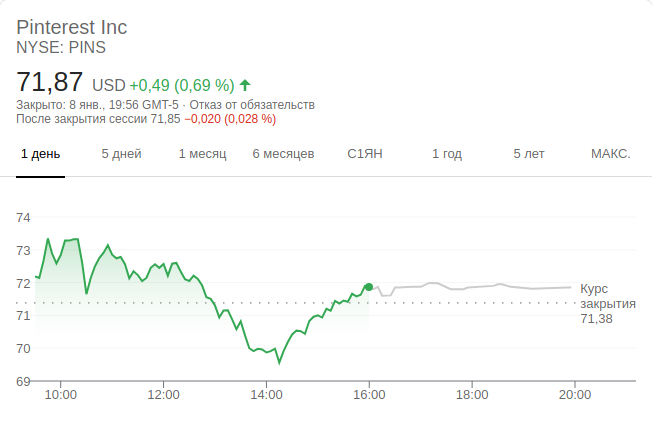 Pinterest Inc
NYSE: PINS
71,87 USD +0,49 (0,69 %)
Закрыто: 8 янв., 19:56 GMT-5 · Отказ от обязательств
После закрытия сессии 71,85 −0,020 (0,028 %)
1 день 5 дней 1 месяц 6 месяцев С1ЯН 1 год 5 лет МАКС.
74
73
72
71
70
69
Курс
закрытия
71,38
10:00 12:00 14:00 16:00 18:00 20:00